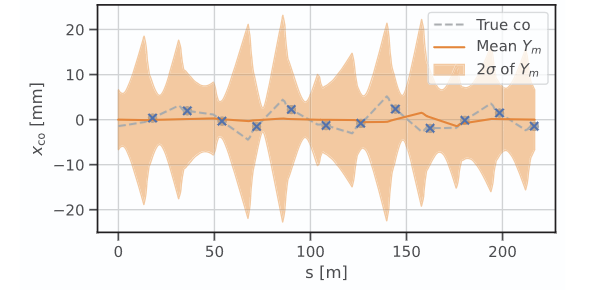 20
10
0
−10
−20
x_co [mm]
True co
Mean Y_m
2σ of Y_m
0 50 100 150 200
s [m]